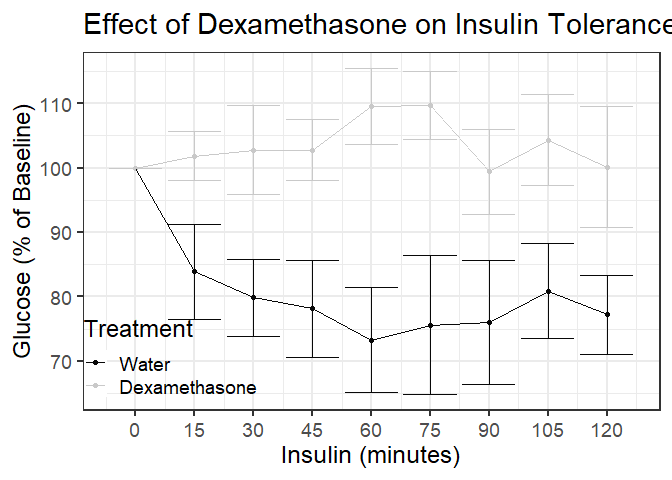 Effect of Dexamethasone on Insulin Tolerance
Glucose (% of Baseline)
110
100
90
80
70
Treatment
Water
Dexamethasone
0 15 30 45 60 75 90 105 120
Insulin (minutes)